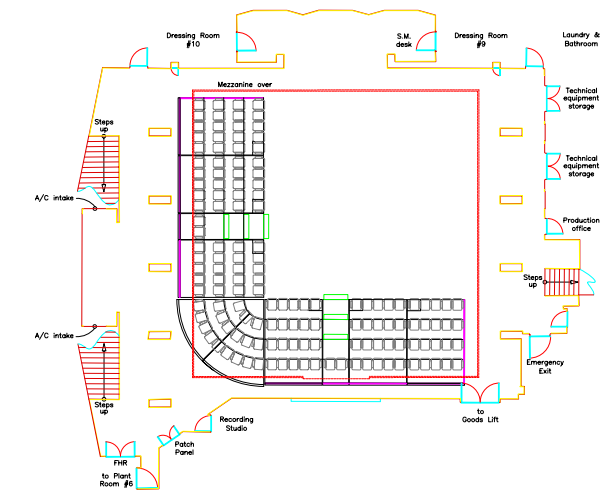 Dressing Room
#10
S.M.
desk
Dressing Room
#9
Laundry &
Bathroom
Mezzanine over
Technical
equipment
storage
Steps
up
Technical
equipment
storage
A/C intake
Production
office
Steps
up
A/C intake
Emergency
Exit
Steps
up
to
Goods Lift
Recording
Studio
Patch
Panel
FHR
to Plant
Room #6